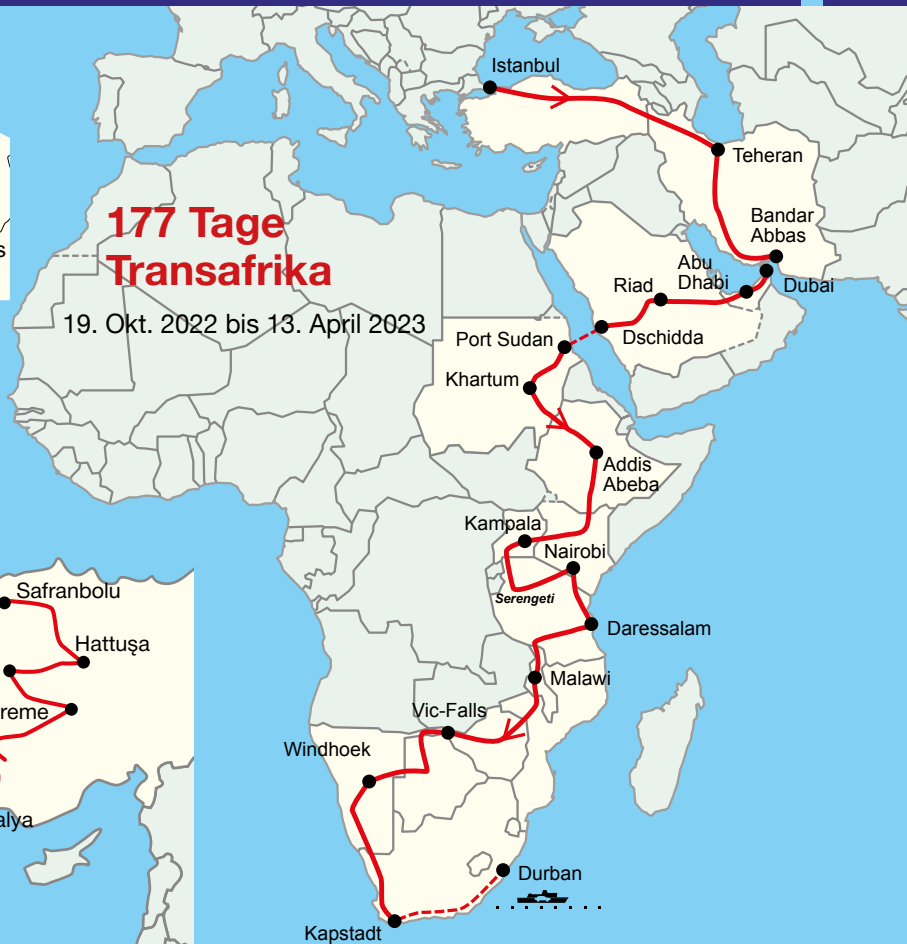 177 Tage
Transafrika
19. Okt. 2022 bis 13. April 2023
Istanbul
Teheran
Bandar
Abbas
Abu
Dhabi
Dubai
Riad
Dschidda
Port Sudan
Khartum
Addis
Abeba
Kampala
Nairobi
Serengeti
Daressalam
Malawi
Vic-Falls
Windhoek
Durban
Kapstadt
s
Safranbolu
Hattuşa
reme
alya